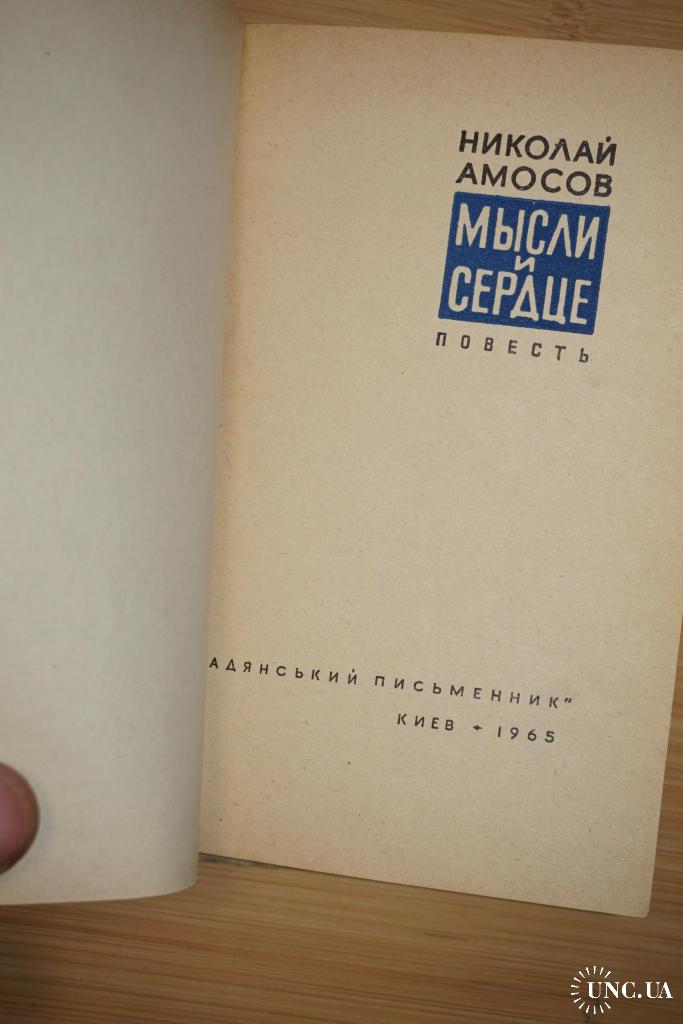 НИКОЛАЙ
АМОСОВ
МЫСЛИ
И
СЕРДЦЕ
ПОВЕСТЬ
АДЯНСЬКИЙ ПИСЬМЕННИК"
КИЕВ • 1965
UNC.UA